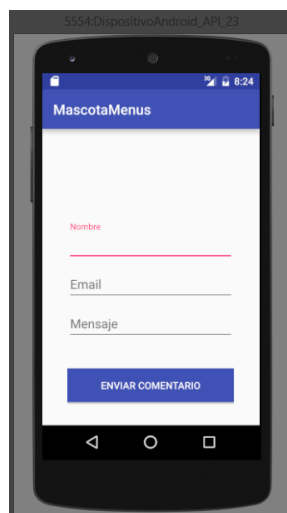 5554:DispositivoAndroid_API_23
3G 8:24
MascotaMenus
Nombre
Email
Mensaje
ENVIAR COMENTARIO